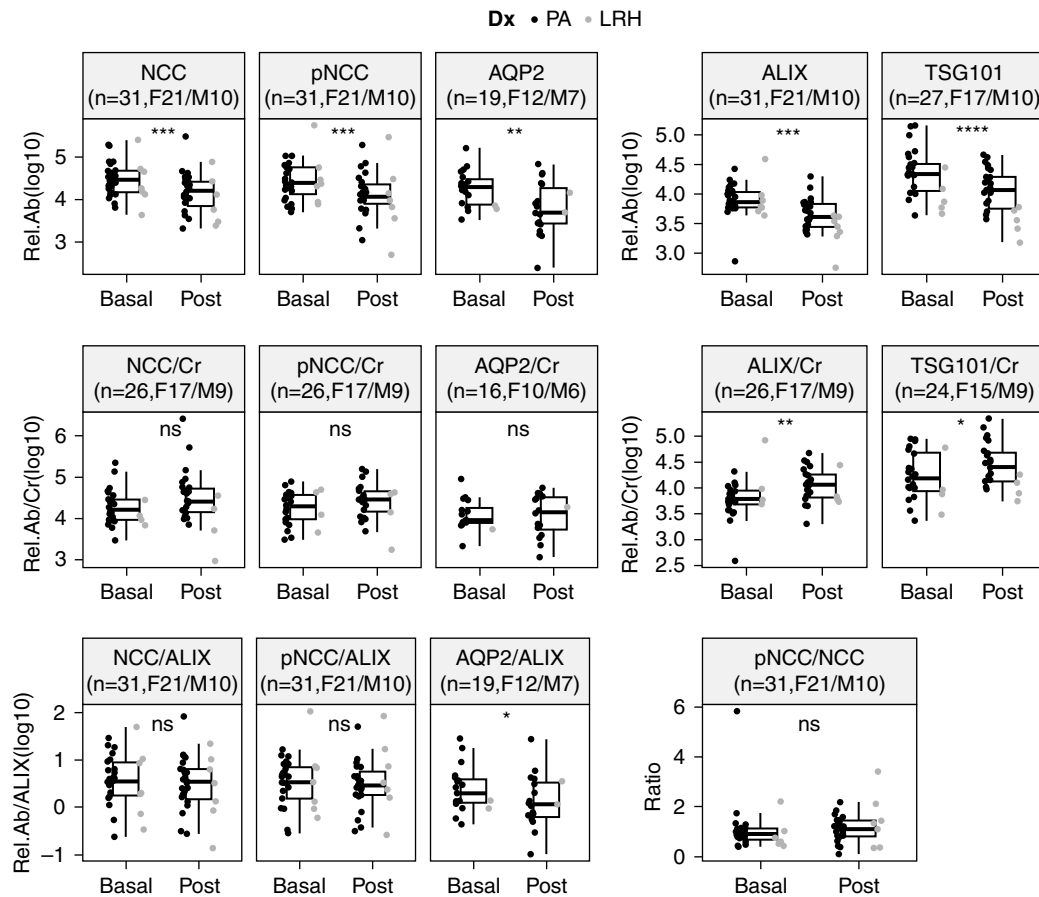 Dx PA LRH
NCC
(n=31,F21/M10)
pNCC
(n=31,F21/M10)
AQP2
(n=19,F12/M7)
ALIX
(n=31,F21/M10)
TSG101
(n=27,F17/M10)
Rel.Ab(log10)
5
4
3
***
***
**
Basal Post
Basal Post
Basal Post
Rel.Ab(log10)
5.0
4.5
4.0
3.5
3.0
***
****
Basal Post
Basal Post
NCC/Cr
(n=26,F17/M9)
pNCC/Cr
(n=26,F17/M9)
AQP2/Cr
(n=16,F10/M6)
ALIX/Cr
(n=26,F17/M9)
TSG101/Cr
(n=24,F15/M9)
Rel.Ab/Cr(log10)
6
5
4
3
ns
ns
ns
Basal Post
Basal Post
Basal Post
Rel.Ab/Cr(log10)
5.0
4.5
4.0
3.5
3.0
2.5
**
*
Basal Post
Basal Post
NCC/ALIX
(n=31,F21/M10)
pNCC/ALIX
(n=31,F21/M10)
AQP2/ALIX
(n=19,F12/M7)
pNCC/NCC
(n=31,F21/M10)
Rel.Ab/ALIX(log10)
2
1
0
−1
ns
ns
*
Basal Post
Basal Post
Basal Post
Ratio
6
4
2
0
ns
Basal Post